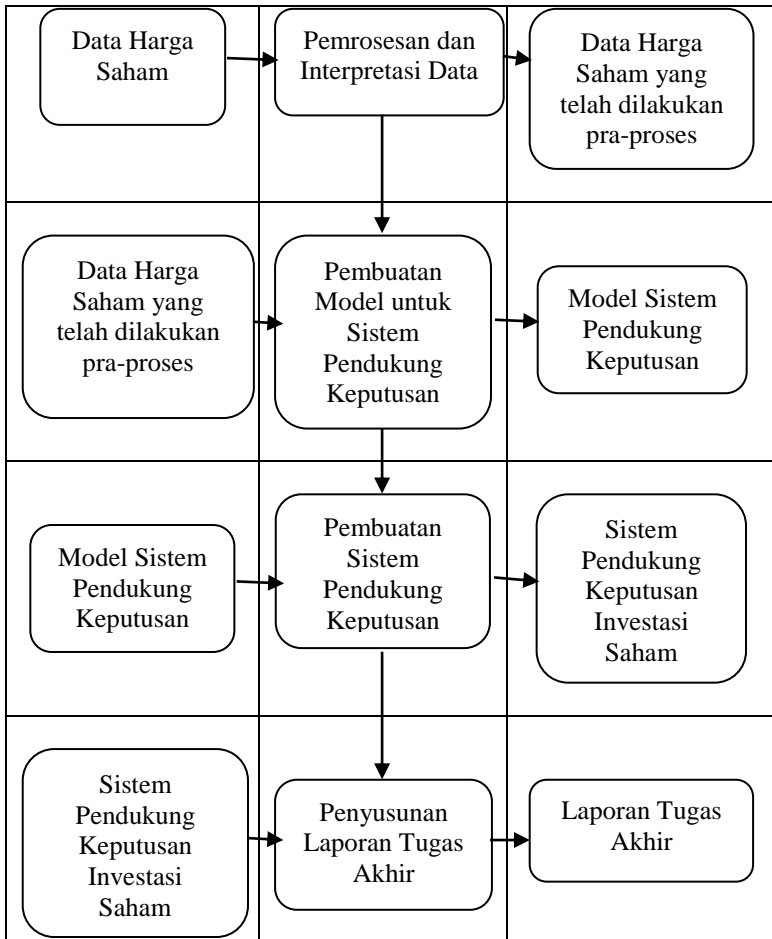 Data Harga
Saham
Pemrosesan dan
Interpretasi Data
Data Harga
Saham yang
telah dilakukan
pra-proses
Data Harga
Saham yang
telah dilakukan
pra-proses
Pembuatan
Model untuk
Sistem
Pendukung
Keputusan
Model Sistem
Pendukung
Keputusan
Model Sistem
Pendukung
Keputusan
Pembuatan
Sistem
Pendukung
Keputusan
Sistem
Pendukung
Keputusan
Investasi
Saham
Sistem
Pendukung
Keputusan
Investasi
Saham
Penyusunan
Laporan Tugas
Akhir
Laporan Tugas
Akhir